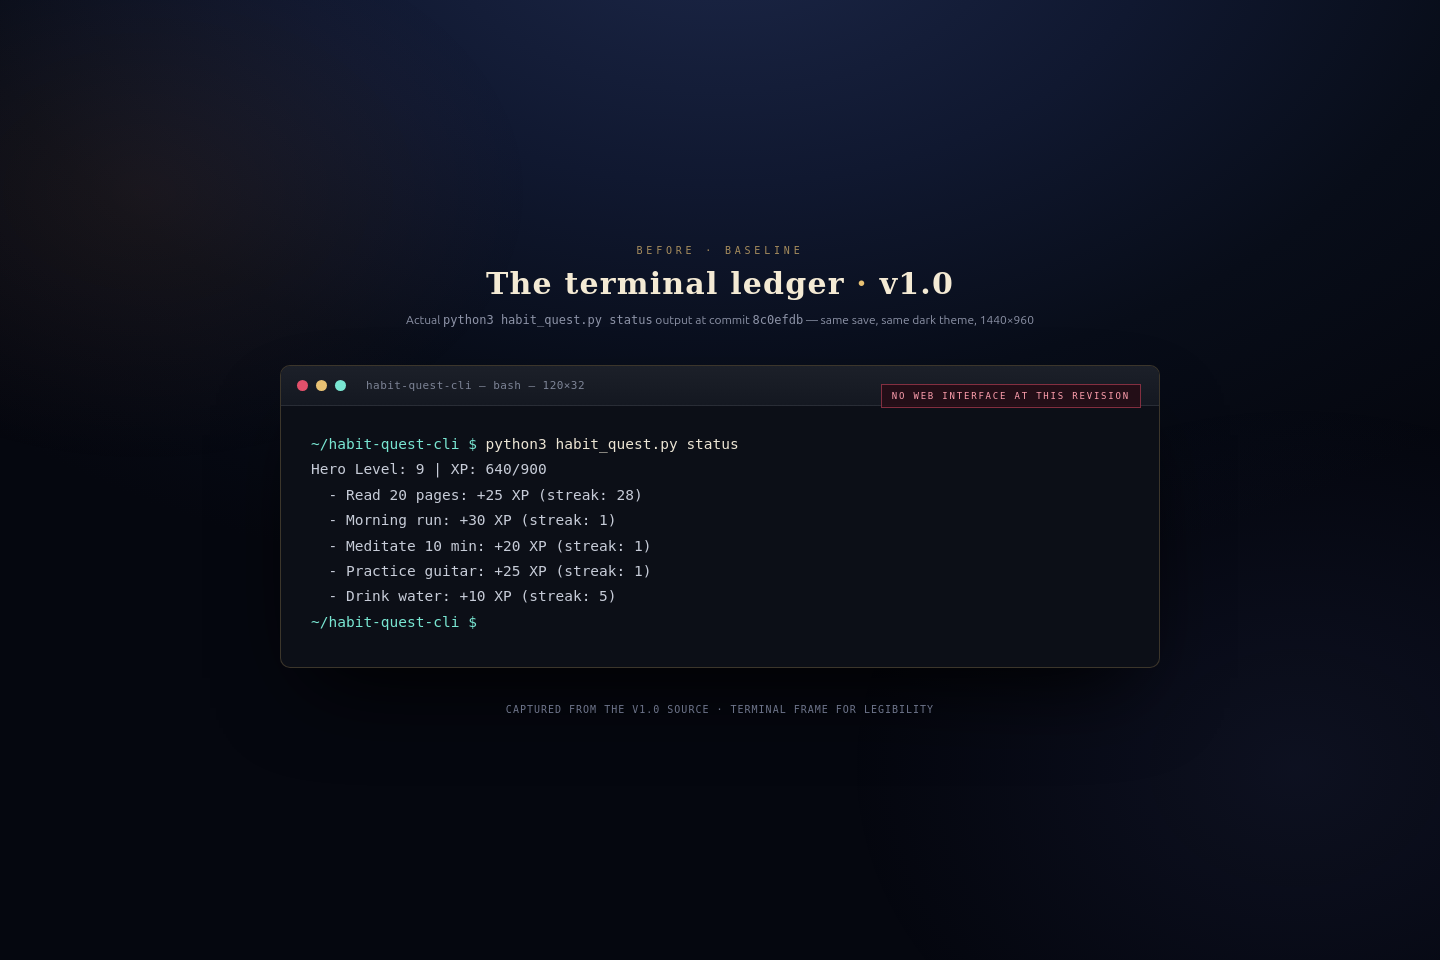 BEFORE · BASELINE
The terminal ledger · v1.0
Actual python3 habit_quest.py status output at commit 8c0efdb — same save, same dark theme, 1440×960
habit-quest-cli — bash — 120×32
NO WEB INTERFACE AT THIS REVISION
~/habit-quest-cli $ python3 habit_quest.py status
Hero Level: 9 | XP: 640/900
  - Read 20 pages: +25 XP (streak: 28)
  - Morning run: +30 XP (streak: 1)
  - Meditate 10 min: +20 XP (streak: 1)
  - Practice guitar: +25 XP (streak: 1)
  - Drink water: +10 XP (streak: 5)
~/habit-quest-cli $
CAPTURED FROM THE V1.0 SOURCE · TERMINAL FRAME FOR LEGIBILITY